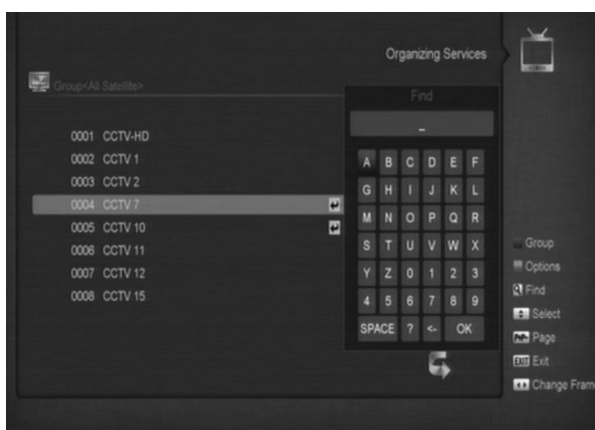 Organizing Services
Group<All Satellite>
Find
_
0001 CCTV-HD
0002 CCTV 1
0003 CCTV 2
0004 CCTV 7
0005 CCTV 10
0006 CCTV 11
0007 CCTV 12
0008 CCTV 15
A B C D E F
G H I J K L
M N O P Q R
S T U V W X
Y Z 0 1 2 3
4 5 6 7 8 9
SPACE ? <- OK
Group
Options
Find
Select
Page
EXIT Exit
Change Fram